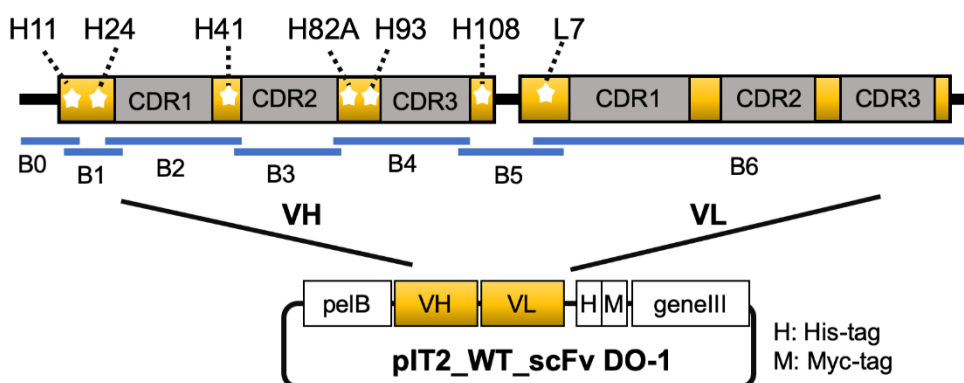 H11 H24 H41 H82A H93 H108 L7
CDR1 CDR2 CDR3 CDR1 CDR2 CDR3
B0 B1 B2 B3 B4 B5 B6
VH VL
pelB VH VL H M geneIII
pIT2_WT_scFv DO-1
H: His-tag
M: Myc-tag